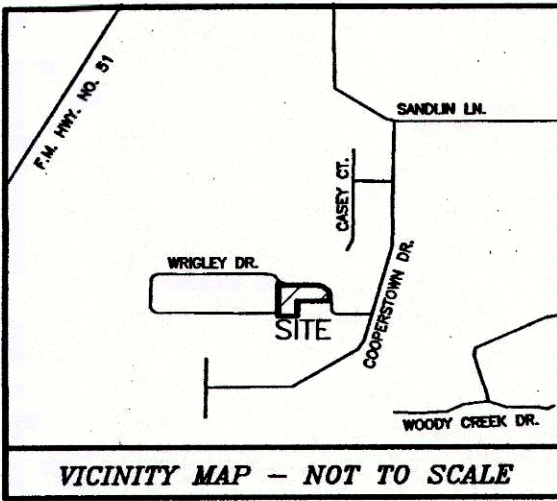 F.M. HWY. NO. 51
SANDLIN LN.
CASEY CT.
WRIGLEY DR.
COOPERSTOWN DR.
SITE
WOODY CREEK DR.
VICINITY MAP – NOT TO SCALE